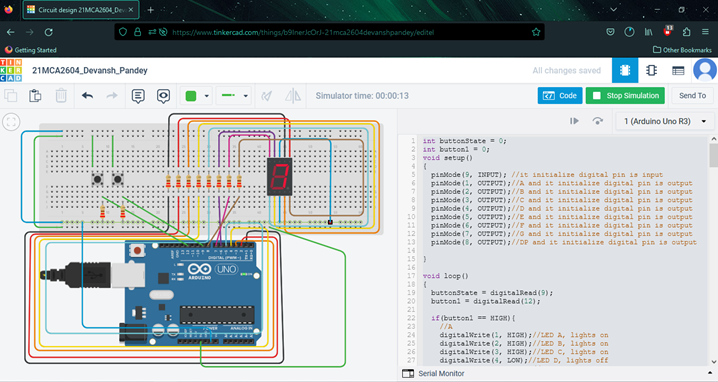 Circuit design 21MCA2604_Dev
https://www.tinkercad.com/things/b9InerJcOrJ-21mca2604devanshpandey/editel
13
Getting Started
Other Bookmarks
TIN
KER
CAD
21MCA2604_Devansh_Pandey
All changes saved
Simulator time: 00:00:13
Code
Stop Simulation
Send To
1 (Arduino Uno R3)
1 int buttonState = 0;
2 int button1 = 0;
3 void setup()
4 {
5 pinMode(9, INPUT); //it initialize digital pin is input
6 pinMode(1, OUTPUT);//A and it initialize digital pin is output
7 pinMode(2, OUTPUT);//B and it initialize digital pin is output
8 pinMode(3, OUTPUT);//C and it initialize digital pin is output
9 pinMode(4, OUTPUT);//D and it initialize digital pin is output
10 pinMode(5, OUTPUT);//E and it initialize digital pin is output
11 pinMode(6, OUTPUT);//F and it initialize digital pin is output
12 pinMode(7, OUTPUT);//G and it initialize digital pin is output
13 pinMode(8, OUTPUT);//DP and it initialize digital pin is output
14
15 }
16
17 void loop()
18 {
19 buttonState = digitalRead(9);
20 button1 = digitalRead(12);
21
22 if(button1 == HIGH){
23 //A
24 digitalWrite(1, HIGH);//LED A, lights on
25 digitalWrite(2, HIGH);//LED B, lights on
26 digitalWrite(3, HIGH);//LED C, lights on
27 digitalWrite(4, LOW);//LED D, lights off
DIGITAL (PWM~)
UNO
ARDUINO
POWER
ANALOG IN
Serial Monitor